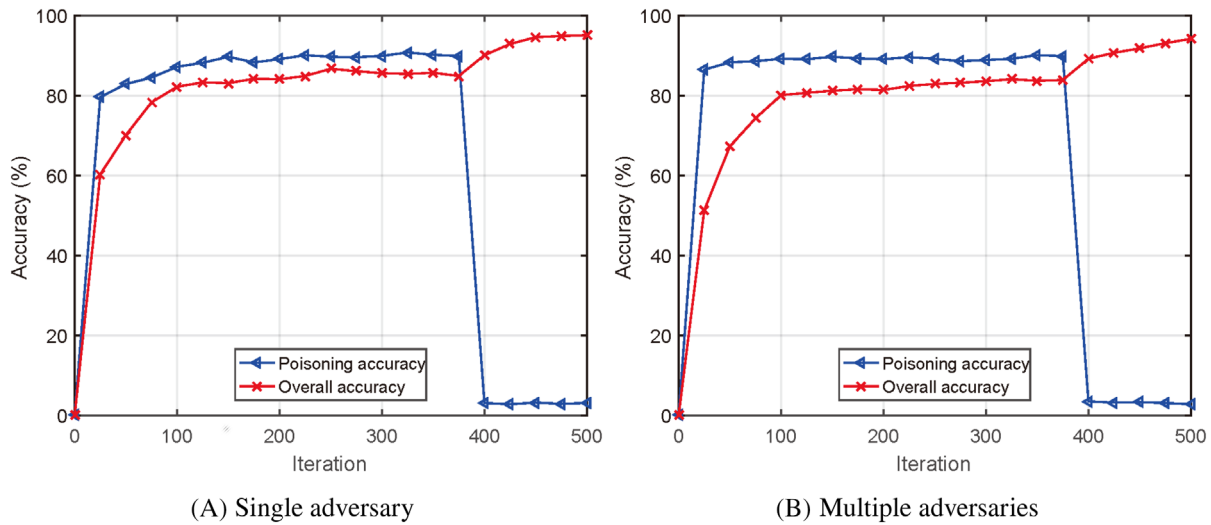 100
80
60
40
20
0
Accuracy (%)
Poisoning accuracy
Overall accuracy
0 100 200 300 400 500
Iteration
(A) Single adversary
100
80
60
40
20
0
Accuracy (%)
Poisoning accuracy
Overall accuracy
0 100 200 300 400 500
Iteration
(B) Multiple adversaries